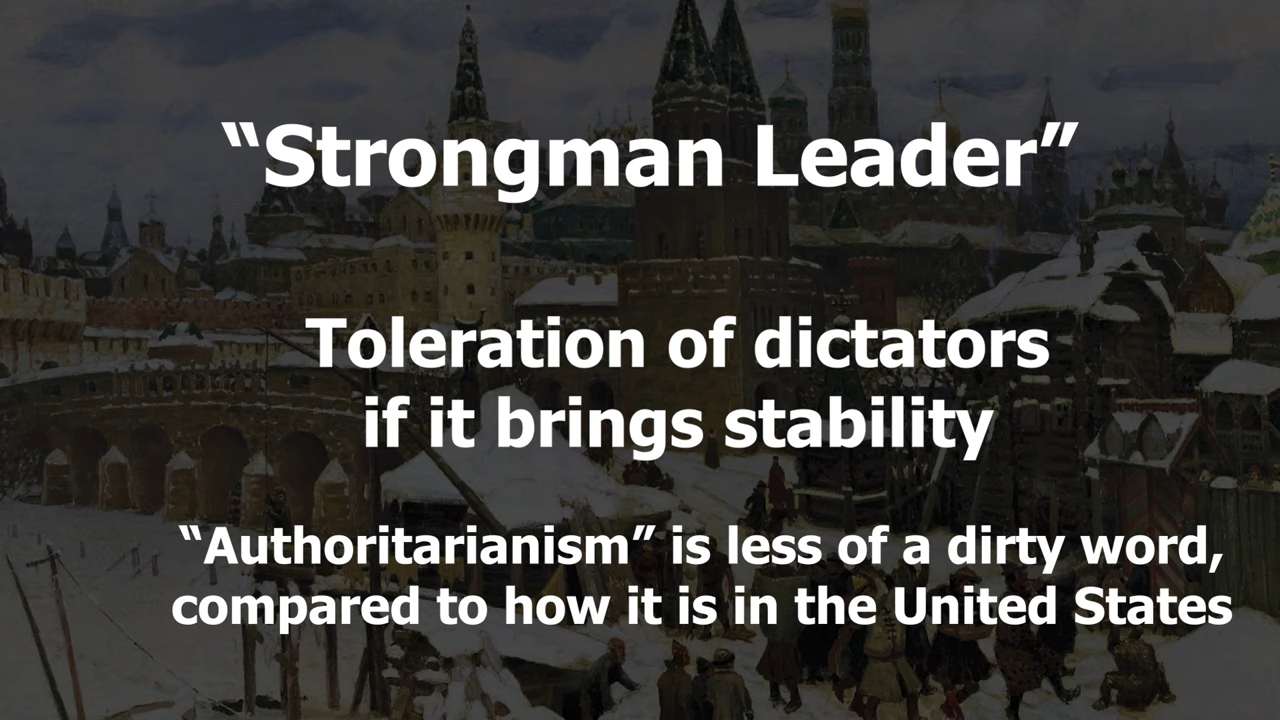 “Strongman Leader”
Toleration of dictators
if it brings stability
“Authoritarianism” is less of a dirty word,
compared to how it is in the United States